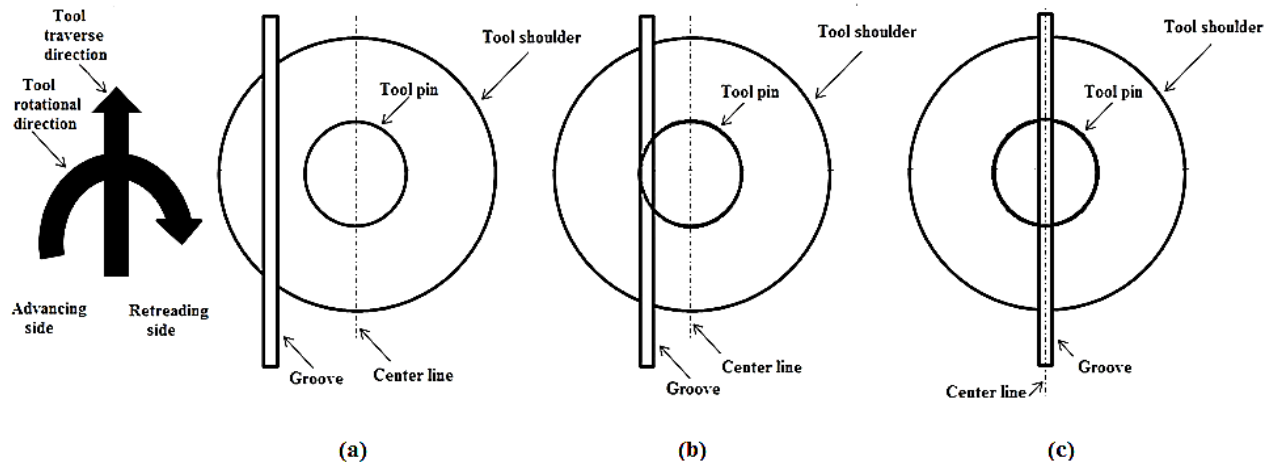 Tool
traverse
direction
Tool
rotational
direction
Advancing
side
Retreading
side
Tool shoulder
Tool pin
Groove
Center line
(a)
Tool shoulder
Tool pin
Groove
Center line
(b)
Tool shoulder
Tool pin
Groove
Center line
(c)